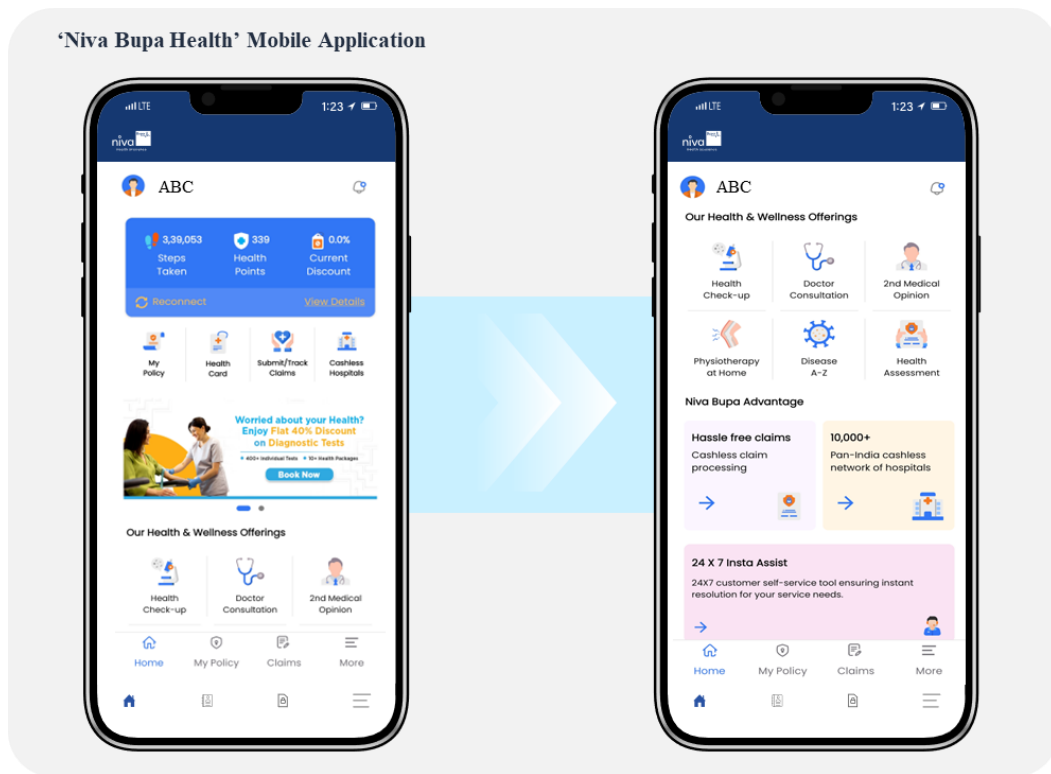 ‘Niva Bupa Health’ Mobile Application
LTE
1:23
niva
ABC
3,39,053
Steps
Taken
339
Health
Points
0.0%
Current
Discount
Reconnect
View Details
My
Policy
Health
Card
Submit/Track
Claims
Cashless
Hospitals
Worried about your Health?
Enjoy Flat 40% Discount
on Diagnostic Tests
400+ Individual Tests
10+ Health Packages
Book Now
Our Health & Wellness Offerings
Health
Check-up
Doctor
Consultation
2nd Medical
Opinion
Home
My Policy
Claims
More
LTE
1:23
niva
ABC
Our Health & Wellness Offerings
Health
Check-up
Doctor
Consultation
2nd Medical
Opinion
Physiotherapy
at Home
Disease
A-Z
Health
Assessment
Niva Bupa Advantage
Hassle free claims
Cashless claim
processing
10,000+
Pan-India cashless
network of hospitals
24 X 7 Insta Assist
24X7 customer self-service tool ensuring instant
resolution for your service needs.
Home
My Policy
Claims
More